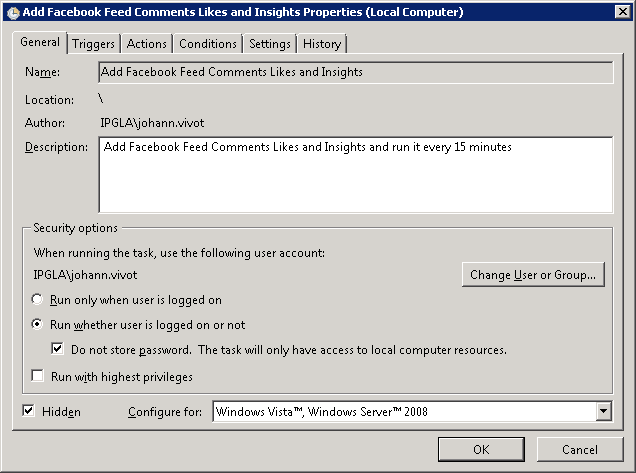 Add Facebook Feed Comments Likes and Insights Properties (Local Computer)
General Triggers Actions Conditions Settings History
Name: Add Facebook Feed Comments Likes and Insights
Location: \
Author: IPGLA\johann.vivot
Description: Add Facebook Feed Comments Likes and Insights and run it every 15 minutes
Security options
When running the task, use the following user account:
IPGLA\johann.vivot
Change User or Group...
Run only when user is logged on
Run whether user is logged on or not
Do not store password. The task will only have access to local computer resources.
Run with highest privileges
Hidden Configure for: Windows Vista™, Windows Server™ 2008
OK Cancel